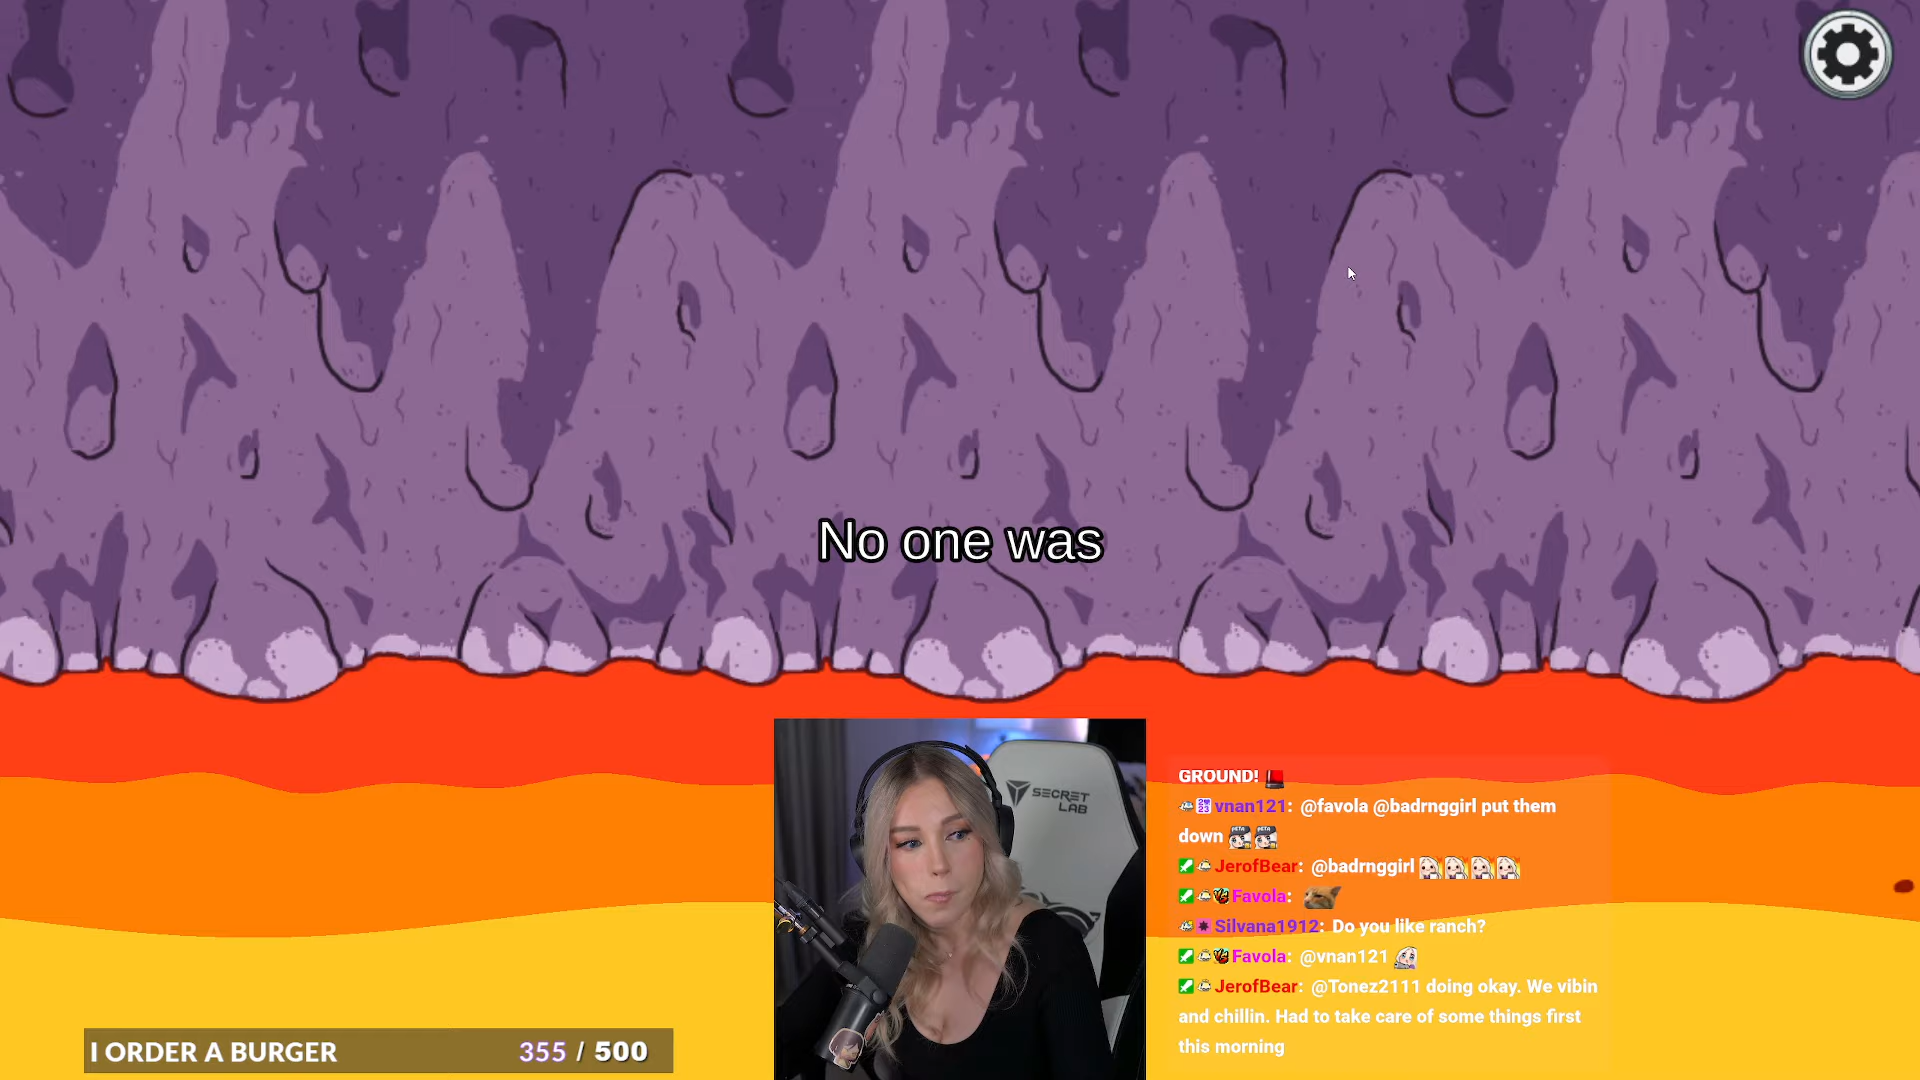 No one was
SECRET
LAB
GROUND!
vnan121: @favola @badrnggirl put them
down
JerofBear: @badrnggirl
Favola:
Silvana1912: Do you like ranch?
Favola: @vnan121
JerofBear: @Tonez2111 doing okay. We vibin
and chillin. Had to take care of some things first
this morning
I ORDER A BURGER 355 / 500